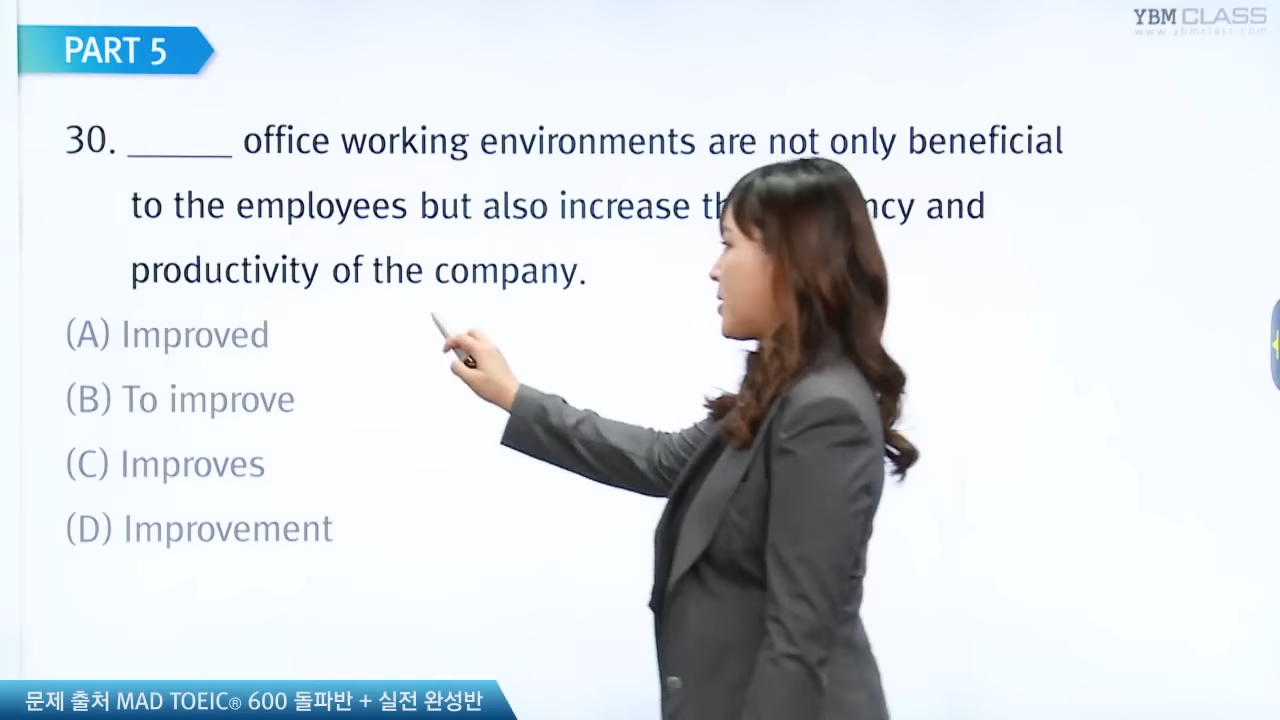 YBM CLASS
www.ybmclass.com
PART 5
30. ______ office working environments are not only beneficial
to the employees but also increase and
productivity of the company.
(A) Improved
(B) To improve
(C) Improves
(D) Improvement
문제 출처 MAD TOEIC® 600 돌파반 + 실전 완성반